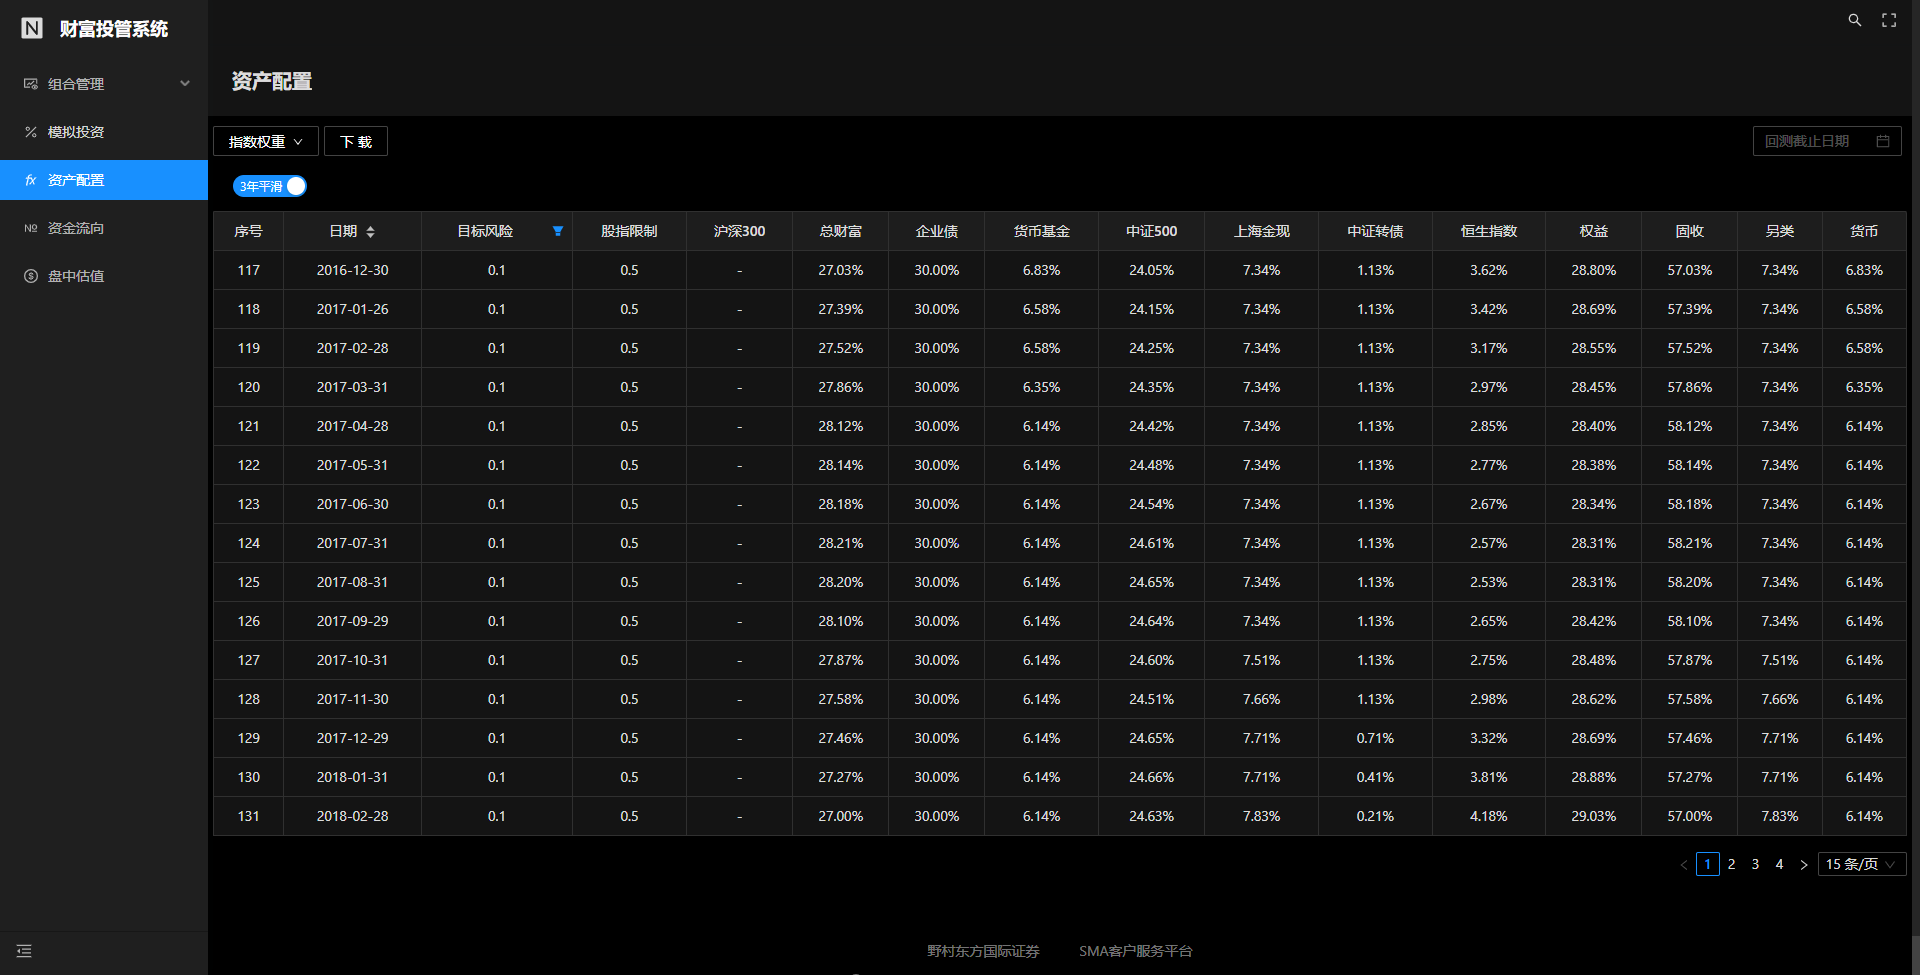 N 财富投管系统
组合管理
模拟投资
fx 资产配置
№ 资金流向
盘中估值
资产配置
指数权重 下 载 回测截止日期
3年平滑
序号 日期 目标风险 股指限制 沪深300 总财富 企业债 货币基金 中证500 上海金现 中证转债 恒生指数 权益 固收 另类 货币
117 2016-12-30 0.1 0.5 - 27.03% 30.00% 6.83% 24.05% 7.34% 1.13% 3.62% 28.80% 57.03% 7.34% 6.83%
118 2017-01-26 0.1 0.5 - 27.39% 30.00% 6.58% 24.15% 7.34% 1.13% 3.42% 28.69% 57.39% 7.34% 6.58%
119 2017-02-28 0.1 0.5 - 27.52% 30.00% 6.58% 24.25% 7.34% 1.13% 3.17% 28.55% 57.52% 7.34% 6.58%
120 2017-03-31 0.1 0.5 - 27.86% 30.00% 6.35% 24.35% 7.34% 1.13% 2.97% 28.45% 57.86% 7.34% 6.35%
121 2017-04-28 0.1 0.5 - 28.12% 30.00% 6.14% 24.42% 7.34% 1.13% 2.85% 28.40% 58.12% 7.34% 6.14%
122 2017-05-31 0.1 0.5 - 28.14% 30.00% 6.14% 24.48% 7.34% 1.13% 2.77% 28.38% 58.14% 7.34% 6.14%
123 2017-06-30 0.1 0.5 - 28.18% 30.00% 6.14% 24.54% 7.34% 1.13% 2.67% 28.34% 58.18% 7.34% 6.14%
124 2017-07-31 0.1 0.5 - 28.21% 30.00% 6.14% 24.61% 7.34% 1.13% 2.57% 28.31% 58.21% 7.34% 6.14%
125 2017-08-31 0.1 0.5 - 28.20% 30.00% 6.14% 24.65% 7.34% 1.13% 2.53% 28.31% 58.20% 7.34% 6.14%
126 2017-09-29 0.1 0.5 - 28.10% 30.00% 6.14% 24.64% 7.34% 1.13% 2.65% 28.42% 58.10% 7.34% 6.14%
127 2017-10-31 0.1 0.5 - 27.87% 30.00% 6.14% 24.60% 7.51% 1.13% 2.75% 28.48% 57.87% 7.51% 6.14%
128 2017-11-30 0.1 0.5 - 27.58% 30.00% 6.14% 24.51% 7.66% 1.13% 2.98% 28.62% 57.58% 7.66% 6.14%
129 2017-12-29 0.1 0.5 - 27.46% 30.00% 6.14% 24.65% 7.71% 0.71% 3.32% 28.69% 57.46% 7.71% 6.14%
130 2018-01-31 0.1 0.5 - 27.27% 30.00% 6.14% 24.66% 7.71% 0.41% 3.81% 28.88% 57.27% 7.71% 6.14%
131 2018-02-28 0.1 0.5 - 27.00% 30.00% 6.14% 24.63% 7.83% 0.21% 4.18% 29.03% 57.00% 7.83% 6.14%
1 2 3 4 15 条/页
野村东方国际证券 SMA客户服务平台